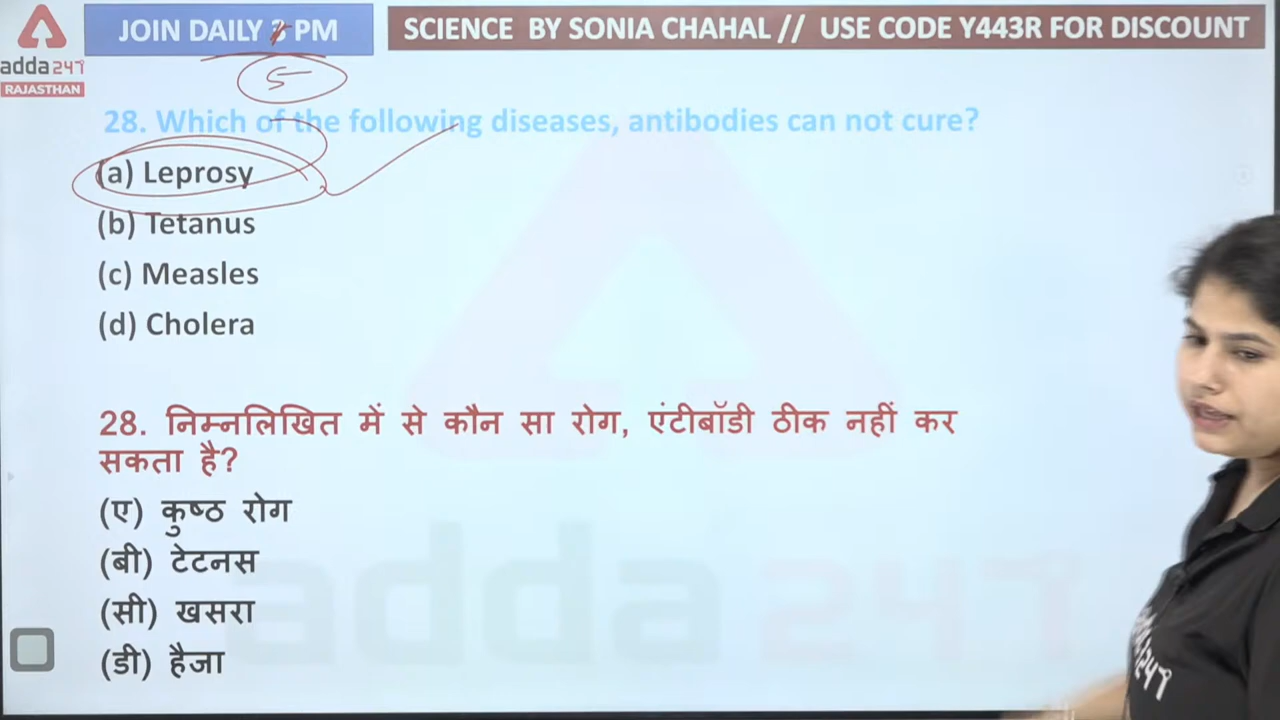 JOIN DAILY PM
5
SCIENCE BY SONIA CHAHAL // USE CODE Y443R FOR DISCOUNT
adda247
RAJASTHAN
28. Which of the following diseases, antibodies can not cure?
(a) Leprosy
(b) Tetanus
(c) Measles
(d) Cholera
28. निम्नलिखित में से कौन सा रोग, एंटीबॉडी ठीक नहीं कर
सकता है?
(ए) कुष्ठ रोग
(बी) टेटनस
(सी) खसरा
(डी) हैजा
adda247